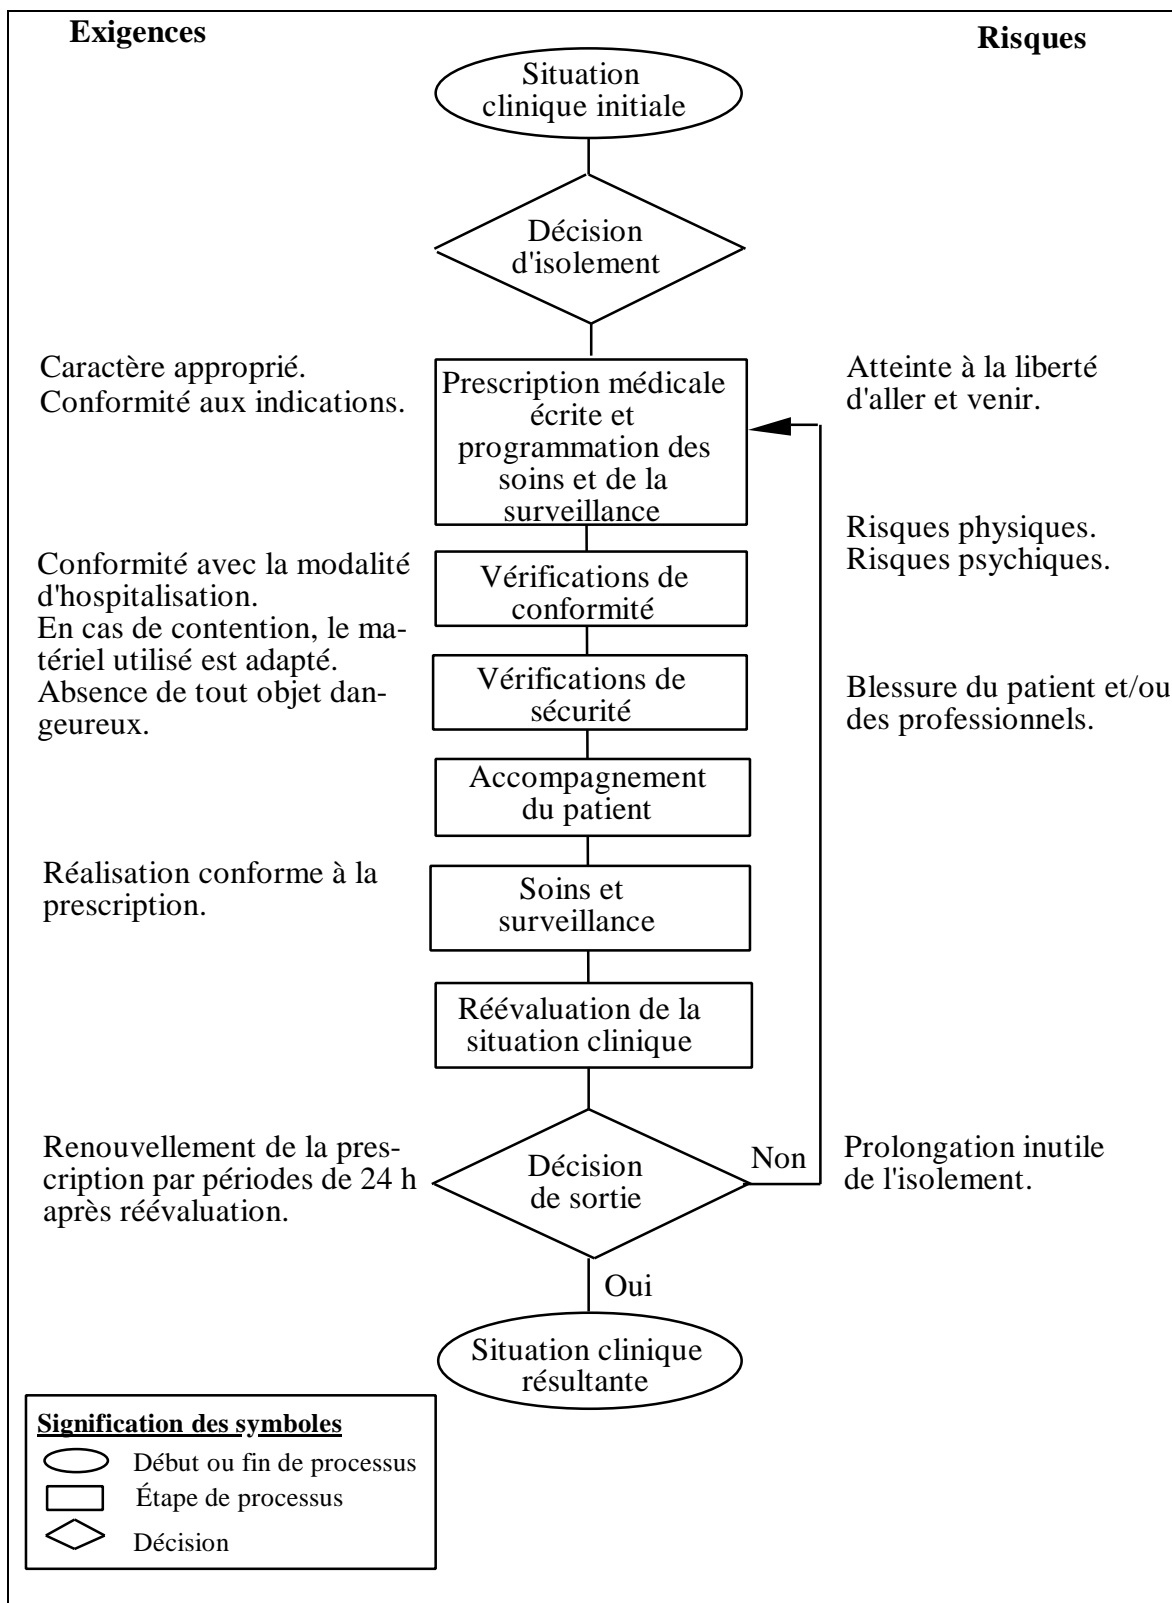 Exigences
Risques
Situation
clinique initiale
Décision
d'isolement
Caractère approprié.
Conformité aux indications.
Prescription médicale
écrite et
programmation des
soins et de la
surveillance
Atteinte à la liberté
d'aller et venir.
Risques physiques.
Risques psychiques.
Conformité avec la modalité
d'hospitalisation.
En cas de contention, le ma-
tériel utilisé est adapté.
Absence de tout objet dan-
geureux.
Vérifications de
conformité
Vérifications de
sécurité
Blessure du patient et/ou
des professionnels.
Accompagnement
du patient
Réalisation conforme à la
prescription.
Soins et
surveillance
Réévaluation de la
situation clinique
Renouvellement de la pres-
cription par périodes de 24 h
après réévaluation.
Décision
de sortie
Non
Prolongation inutile
de l'isolement.
Oui
Situation clinique
résultante
Signification des symboles
Début ou fin de processus
Étape de processus
Décision